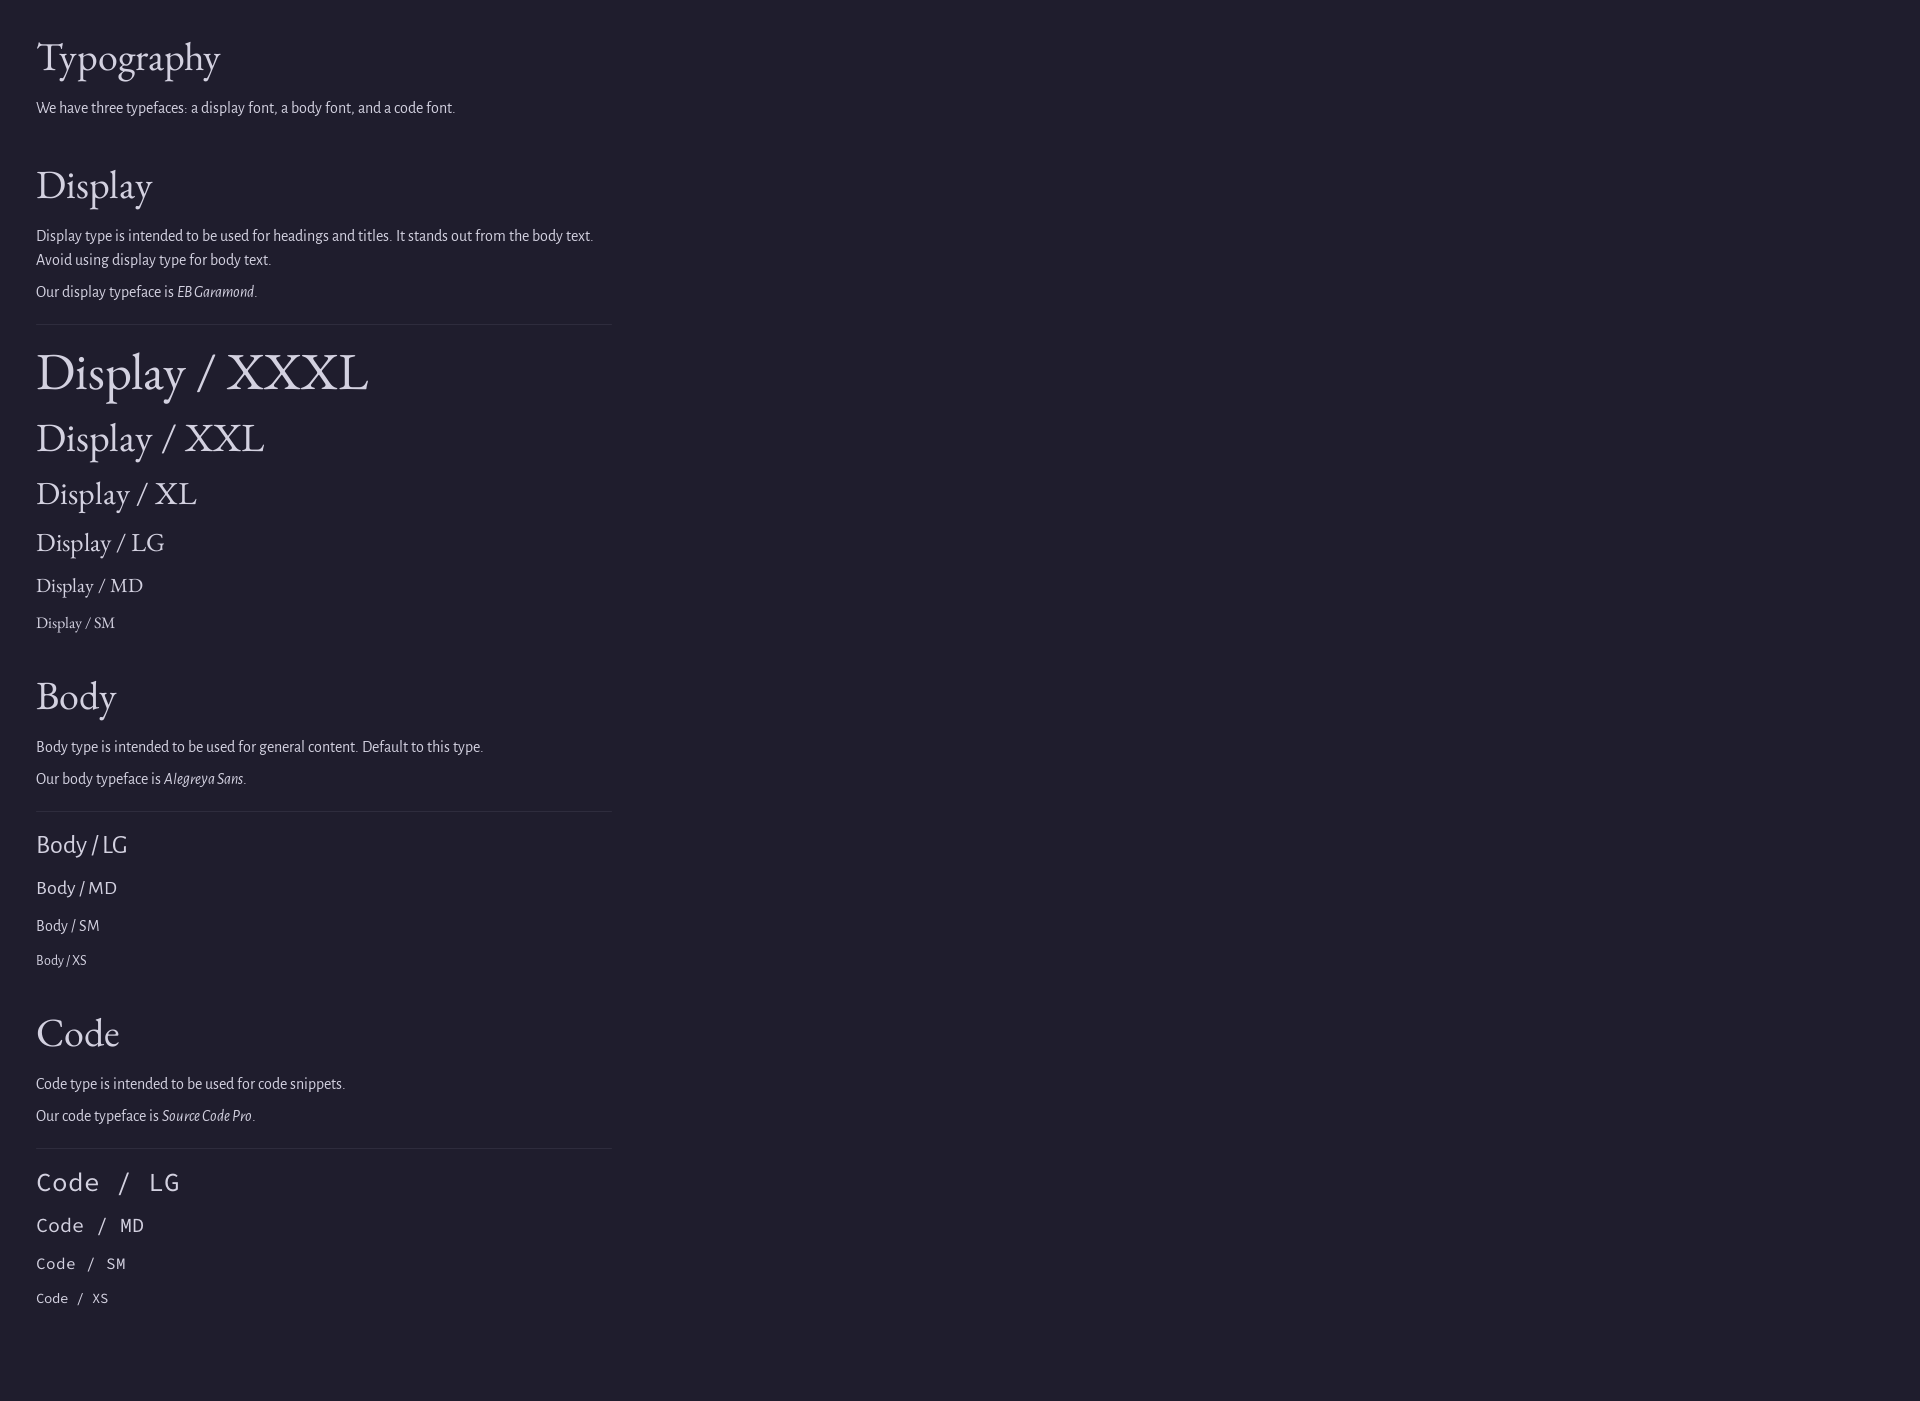 Typography
We have three typefaces: a display font, a body font, and a code font.
Display
Display type is intended to be used for headings and titles. It stands out from the body text.
Avoid using display type for body text.
Our display typeface is EB Garamond.
Display / XXXL
Display / XXL
Display / XL
Display / LG
Display / MD
Display / SM
Body
Body type is intended to be used for general content. Default to this type.
Our body typeface is Alegreya Sans.
Body / LG
Body / MD
Body / SM
Body / XS
Code
Code type is intended to be used for code snippets.
Our code typeface is Source Code Pro.
Code / LG
Code / MD
Code / SM
Code / XS